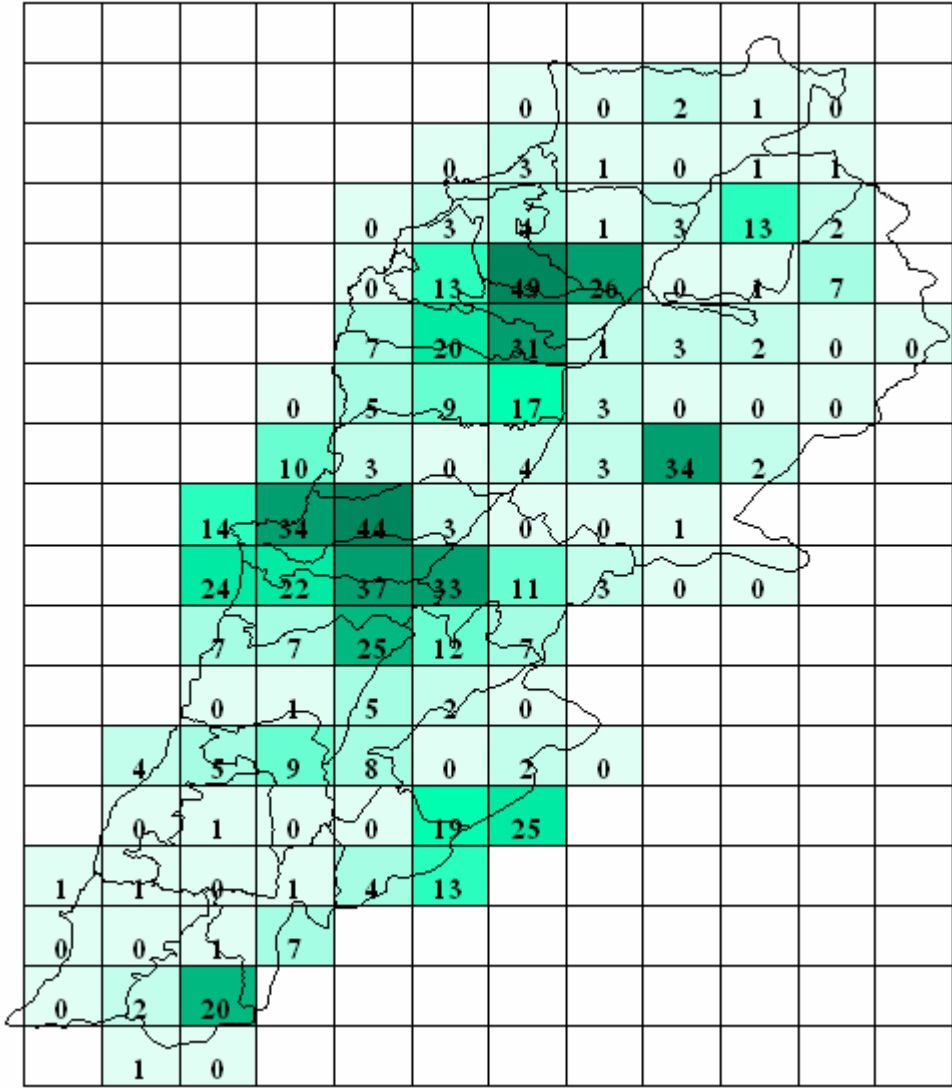 0 0 2 1 0
0 3 1 0 1 1
0 3 4 1 3 13 2
0 13 49 26 0 1 7
7 20 31 1 3 2 0 0
0 5 9 17 3 0 0 0
10 3 0 4 3 34 2
14 34 44 3 0 0 1
24 22 37 33 11 3 0 0
7 7 25 12 7
0 1 5 2 0
4 5 9 8 0 2 0
0 1 0 0 19 25
1 1 0 1 4 13
0 0 1 7
0 2 20
1 0